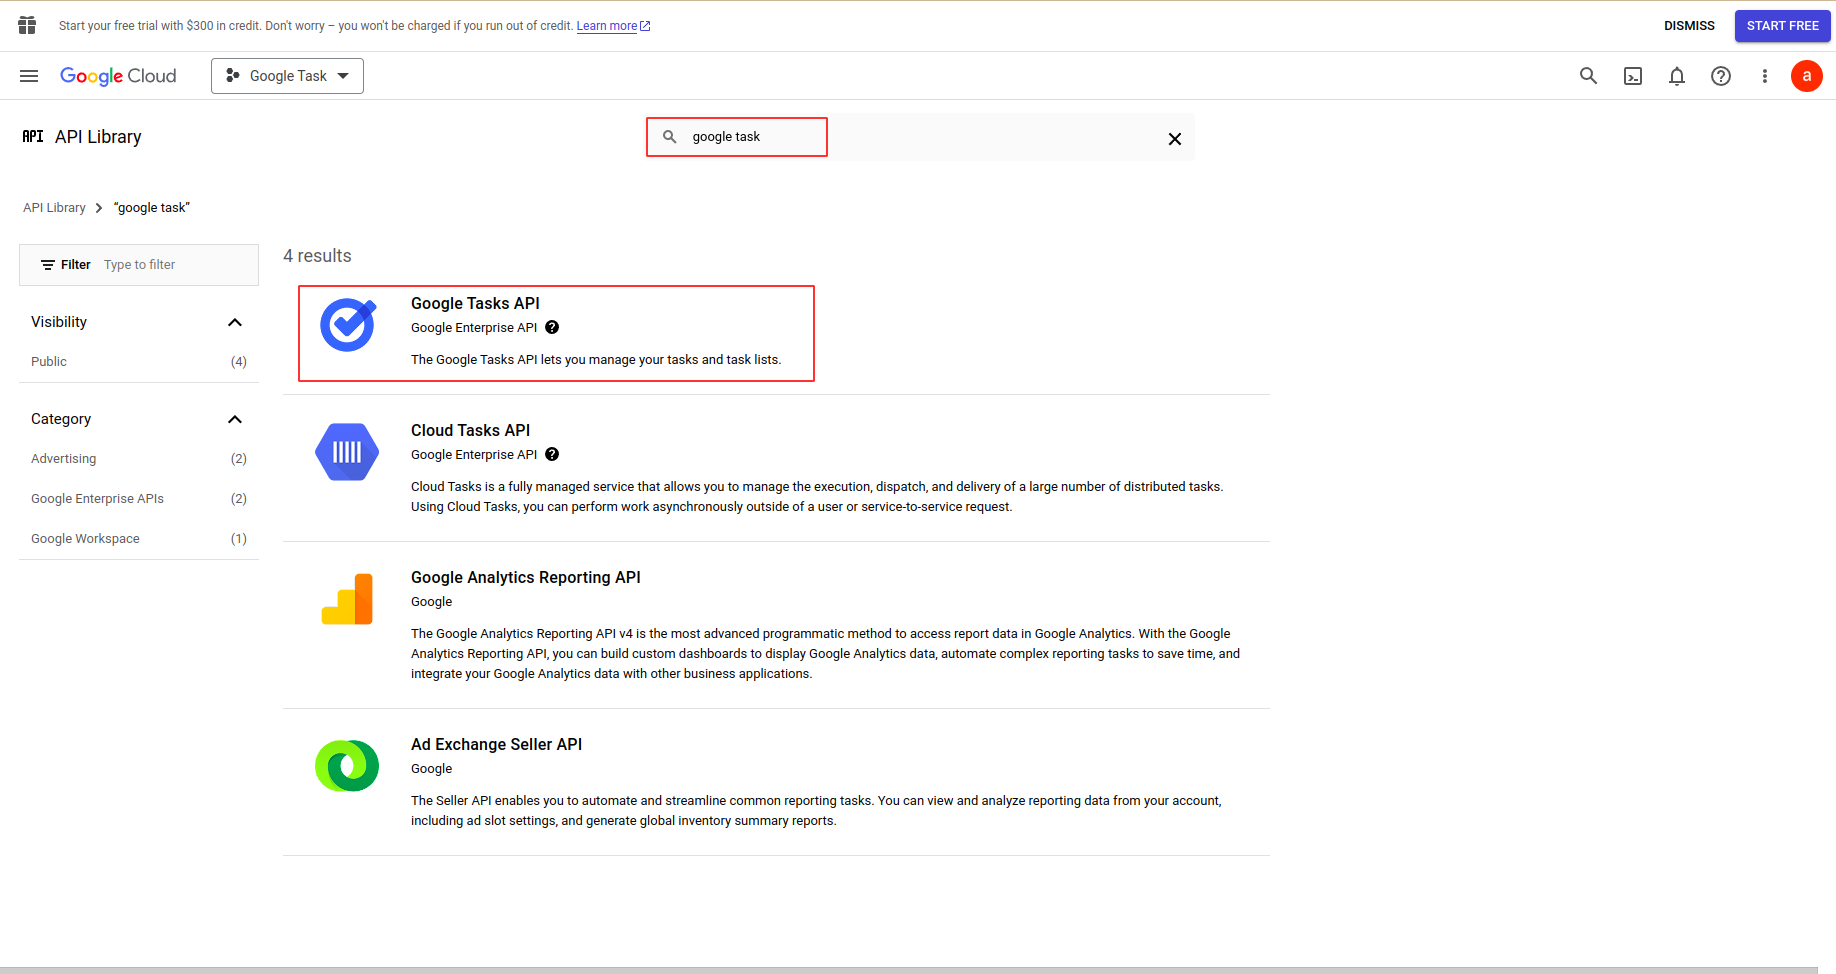 Start your free trial with $300 in credit. Don't worry – you won't be charged if you run out of credit. Learn more
DISMISS
START FREE
Google Cloud
Google Task
a
API API Library
google task
API Library
“google task”
Filter Type to filter
4 results
Visibility
Public (4)
Category
Advertising (2)
Google Enterprise APIs (2)
Google Workspace (1)
Google Tasks API
Google Enterprise API
The Google Tasks API lets you manage your tasks and task lists.
Cloud Tasks API
Google Enterprise API
Cloud Tasks is a fully managed service that allows you to manage the execution, dispatch, and delivery of a large number of distributed tasks.
Using Cloud Tasks, you can perform work asynchronously outside of a user or service-to-service request.
Google Analytics Reporting API
Google
The Google Analytics Reporting API v4 is the most advanced programmatic method to access report data in Google Analytics. With the Google
Analytics Reporting API, you can build custom dashboards to display Google Analytics data, automate complex reporting tasks to save time, and
integrate your Google Analytics data with other business applications.
Ad Exchange Seller API
Google
The Seller API enables you to automate and streamline common reporting tasks. You can view and analyze reporting data from your account,
including ad slot settings, and generate global inventory summary reports.